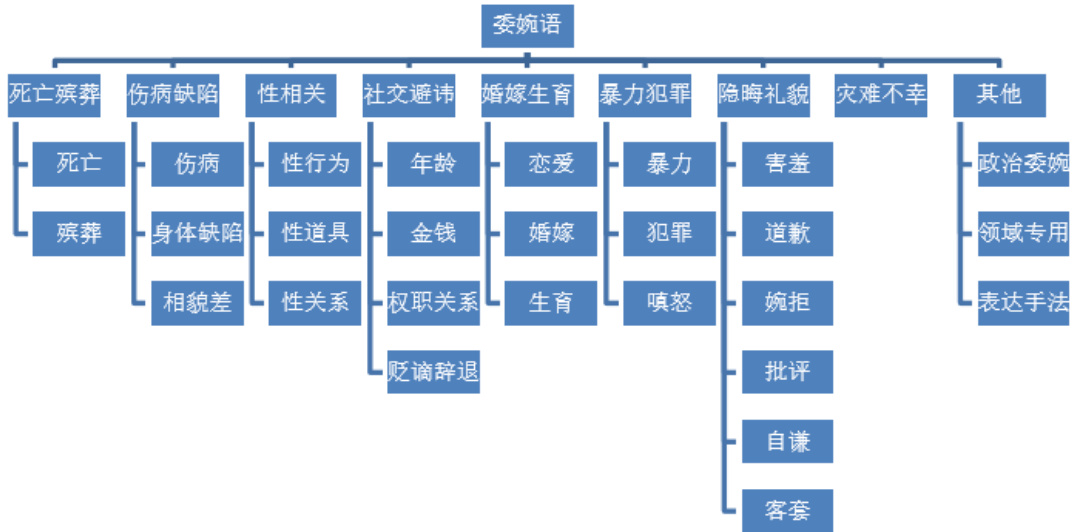 委婉语
死亡殡葬
伤病缺陷
性相关
社交避讳
婚嫁生育
暴力犯罪
隐晦礼貌
灾难不幸
其他
死亡
伤病
性行为
年龄
恋爱
暴力
害羞
政治委婉
殡葬
身体缺陷
性道具
金钱
婚嫁
犯罪
道歉
领域专用
相貌差
性关系
权职关系
生育
嗔怒
婉拒
表达手法
贬谪辞退
批评
自谦
客套